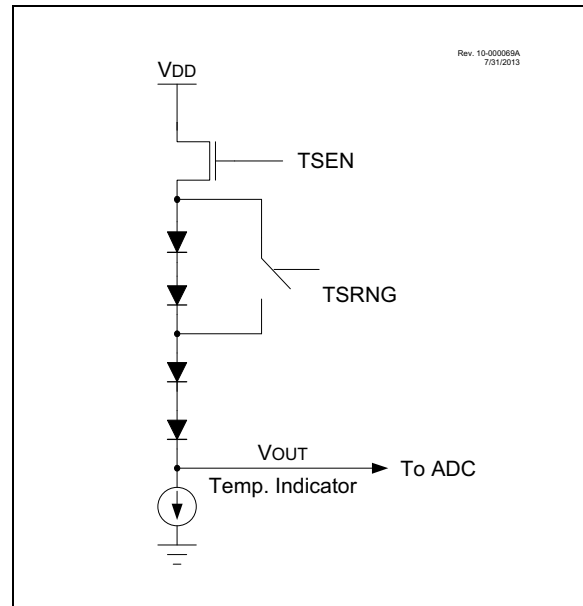 Rev. 10-000069A
7/31/2013
VDD
TSEN
TSRNG
VOUT
To ADC
Temp. Indicator